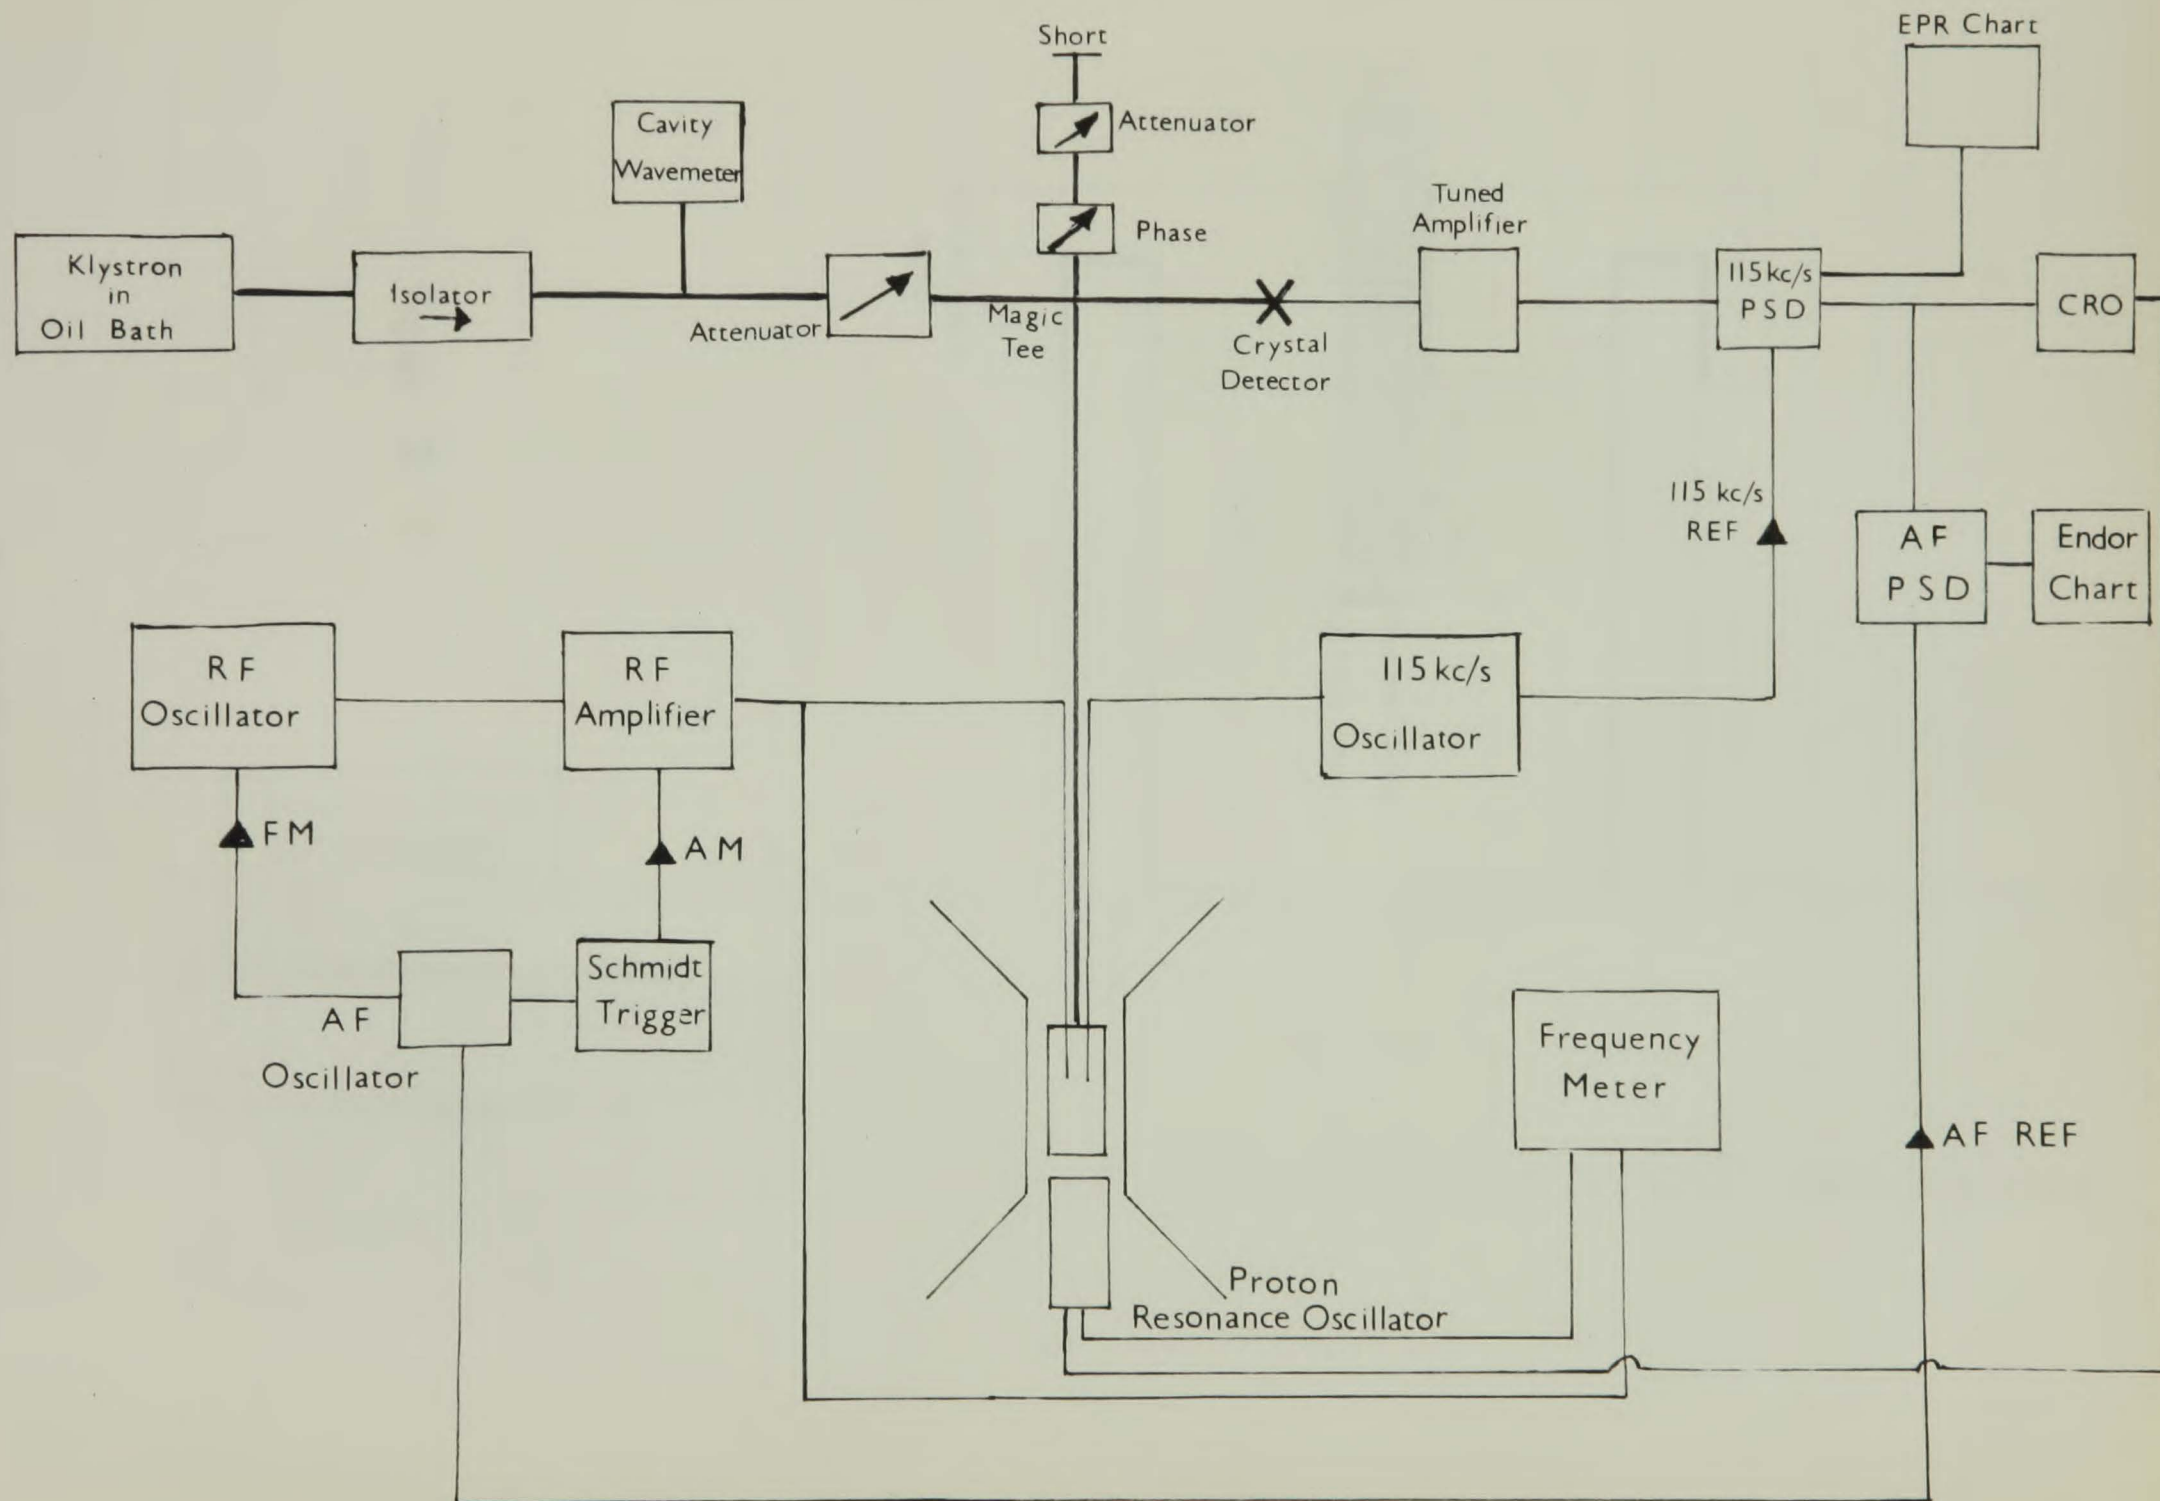 EPR Chart
Short
Cavity
Wavemeter
Attenuator
Phase
Tuned
Amplifier
Klystron
in
Oil Bath
Isolator
Attenuator
Magic
Tee
Crystal
Detector
115kc/s
PSD
CRO
115 kc/s
REF
AF
PSD
Endor
Chart
RF
Oscillator
RF
Amplifier
115kc/s
Oscillator
FM
AM
Schmidt
Trigger
AF
Oscillator
Frequency
Meter
AF REF
Proton
Resonance Oscillator